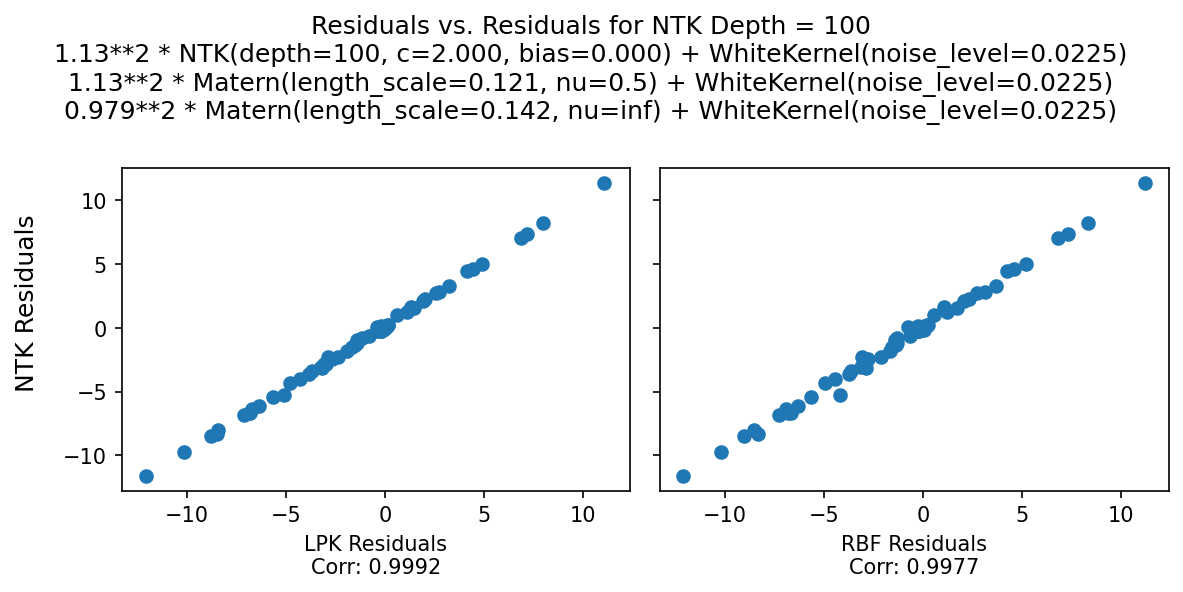 Residuals vs. Residuals for NTK Depth = 100
1.13**2 * NTK(depth=100, c=2.000, bias=0.000) + WhiteKernel(noise_level=0.0225)
1.13**2 * Matern(length_scale=0.121, nu=0.5) + WhiteKernel(noise_level=0.0225)
0.979**2 * Matern(length_scale=0.142, nu=inf) + WhiteKernel(noise_level=0.0225)
NTK Residuals
10
5
0
−5
−10
−10 −5 0 5 10
LPK Residuals
Corr: 0.9992
−10 −5 0 5 10
RBF Residuals
Corr: 0.9977